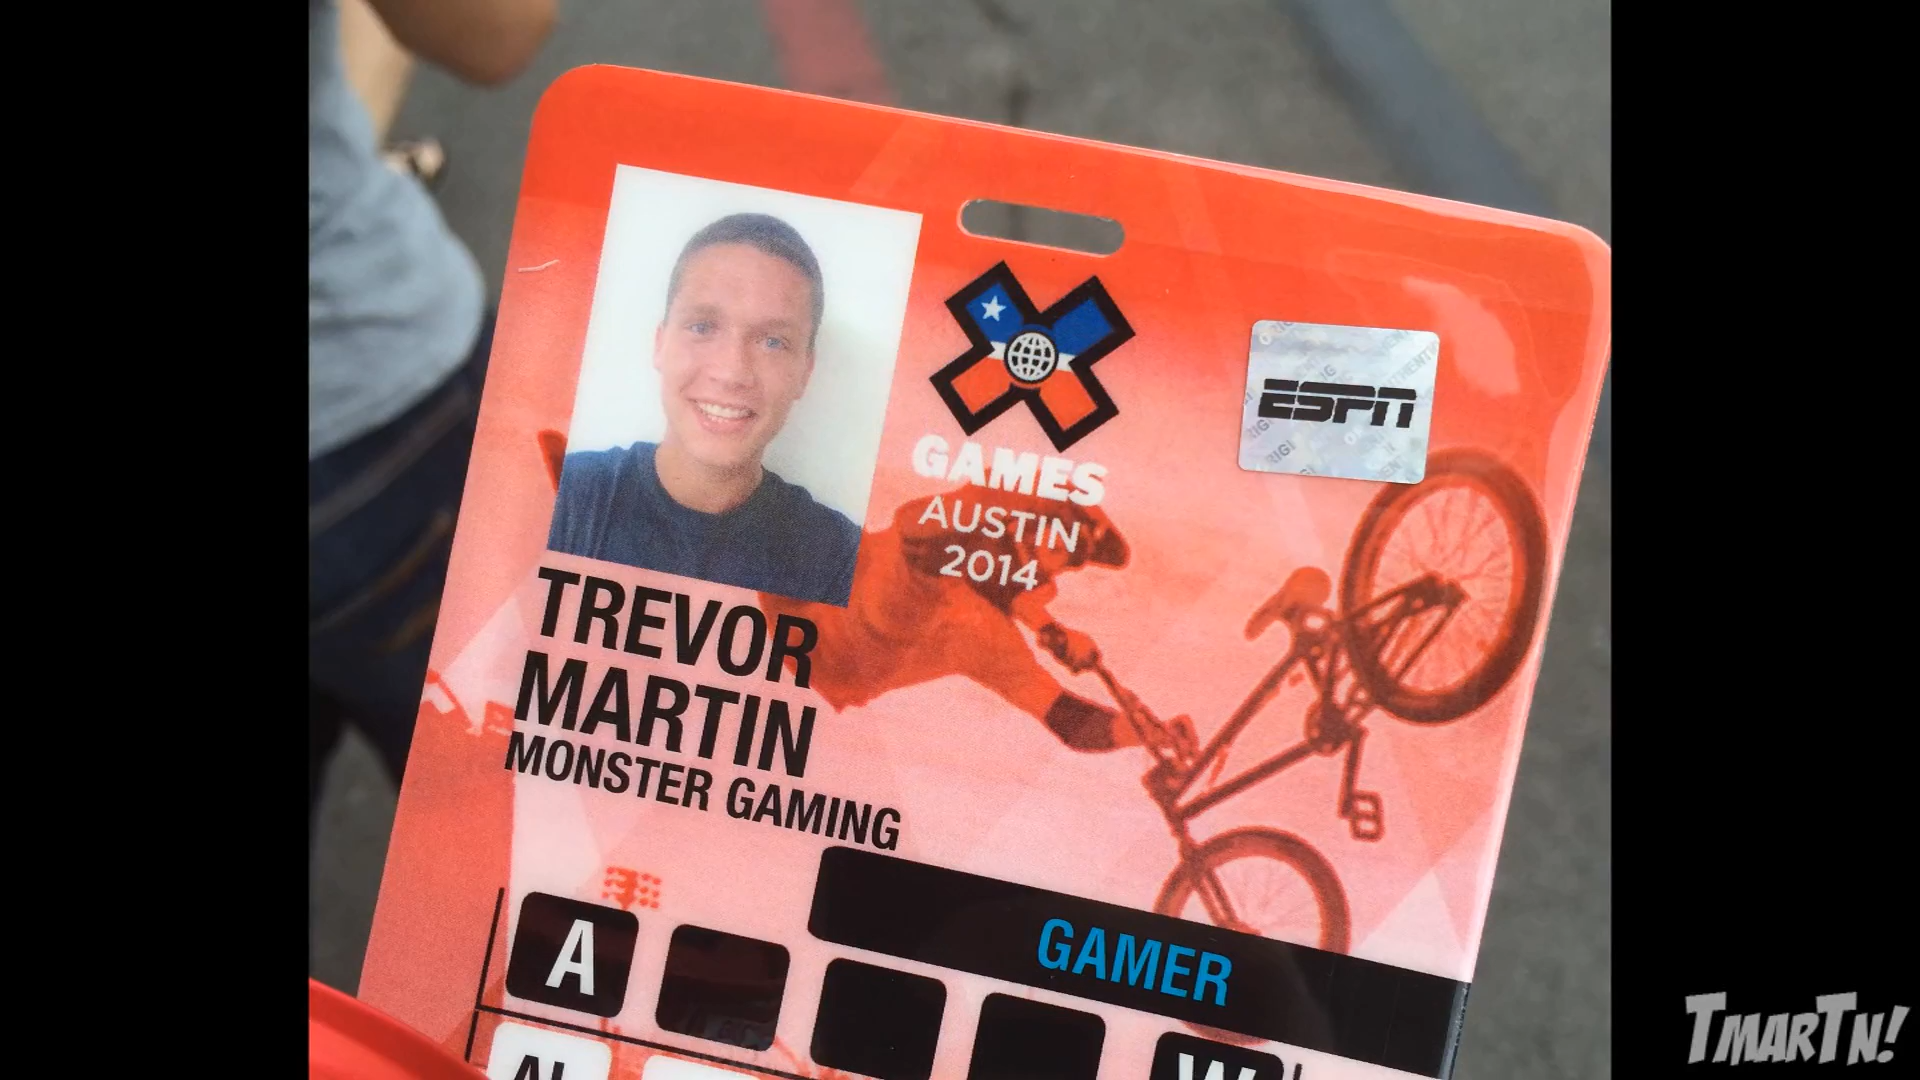 X
GAMES
AUSTIN
2014
ESPN
TREVOR
MARTIN
MONSTER GAMING
GAMER
A
W
TMARTN!